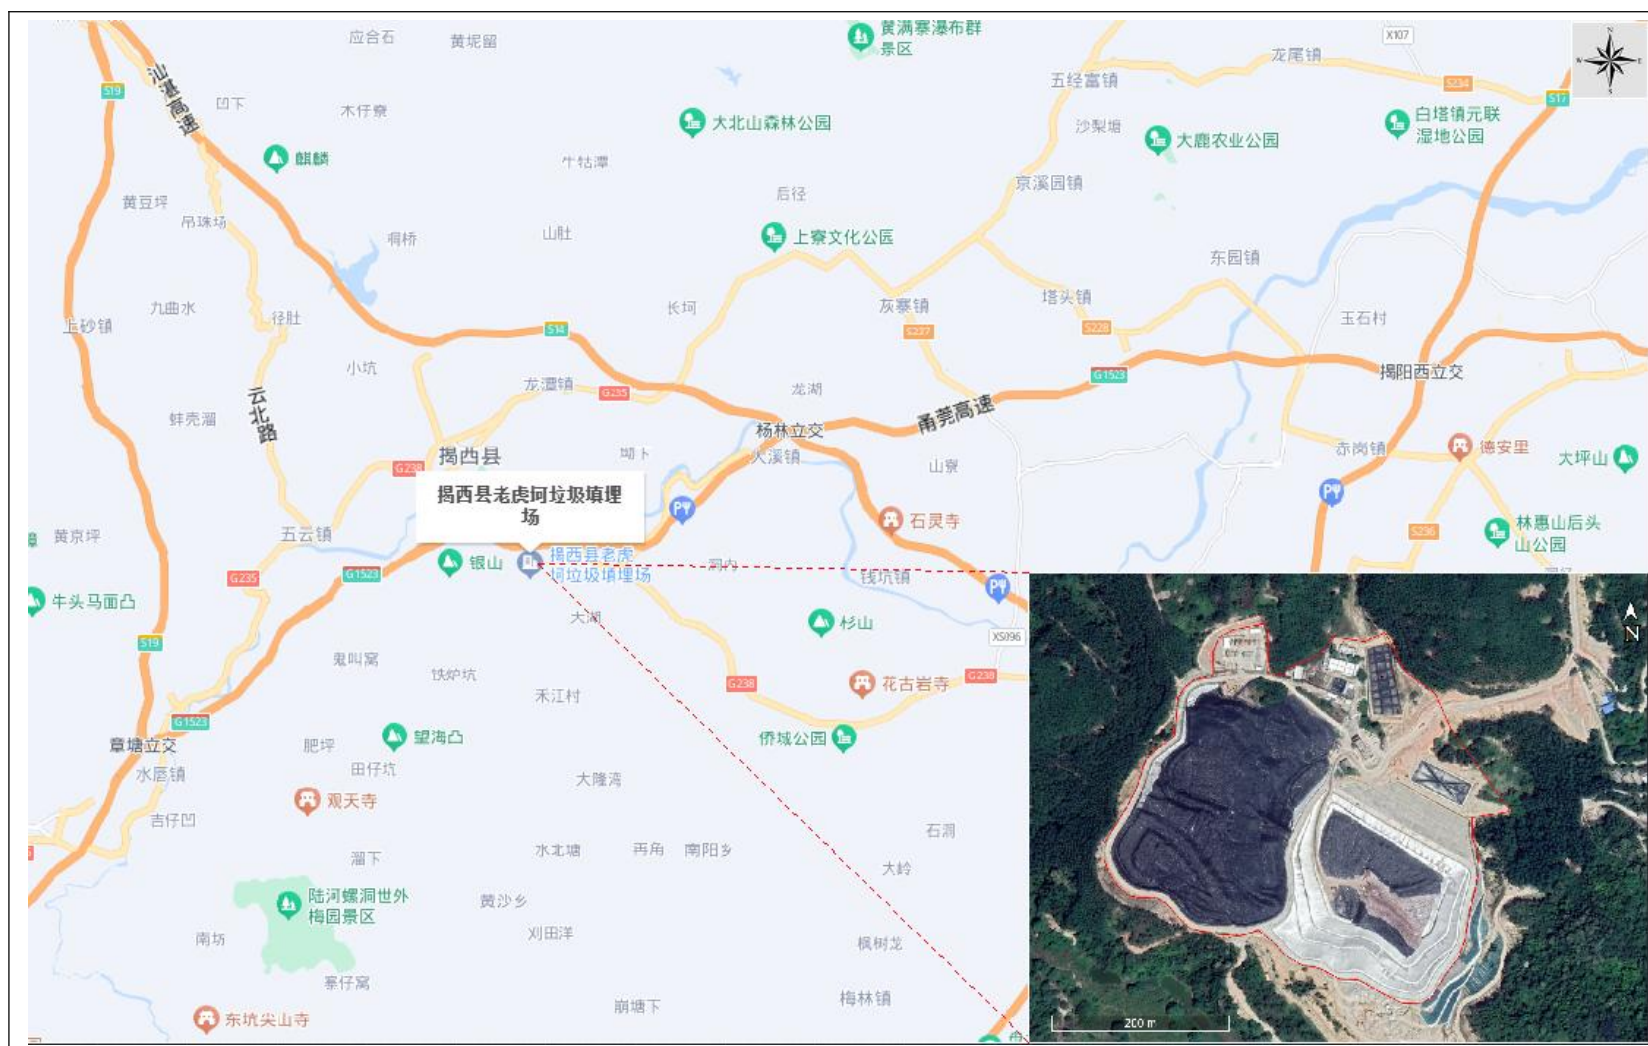 应合石
黄坭留
黄满寨瀑布群
景区
X107
龙尾镇
N
W
E
S
汕湛高速
S19
凹下
木仔寮
大北山森林公园
五经富镇
S234
S17
沙梨塘
大鹿农业公园
白塔镇元联
湿地公园
麒麟
牛牯潭
后径
京溪园镇
黄豆坪
吊珠场
桐桥
山肚
上寮文化公园
东园镇
九曲水
径肚
上砂镇
长坷
灰寨镇
塔头镇
玉石村
S14
S237
S228
小坑
龙潭镇
G235
龙湖
G1523
揭阳西立交
云北路
蚌壳溜
杨林立交
甬莞高速
揭西县
坳下
大溪镇
山寮
赤岗镇
德安里
大坪山
G238
揭西县老虎坷垃圾填埋
场
石灵寺
S236
林惠山后头
山公园
黄京坪
五云镇
银山
揭西县老虎
坷垃圾填埋场
洞内
钱坑镇
G235
G1523
牛头马面凸
大湖
杉山
XS096
S19
鬼叫窝
铁炉坑
禾江村
G238
花古岩寺
G238
G1523
章塘立交
肥坪
望海凸
侨城公园
水唇镇
田仔坑
大隆湾
观天寺
吉仔凹
石洞
溜下
水北塘
再角
南阳乡
大岭
陆河螺洞世外
梅园景区
黄沙乡
南坊
刈田洋
枫树龙
寨仔窝
崩塘下
梅林镇
东坑尖山寺
N
200 m